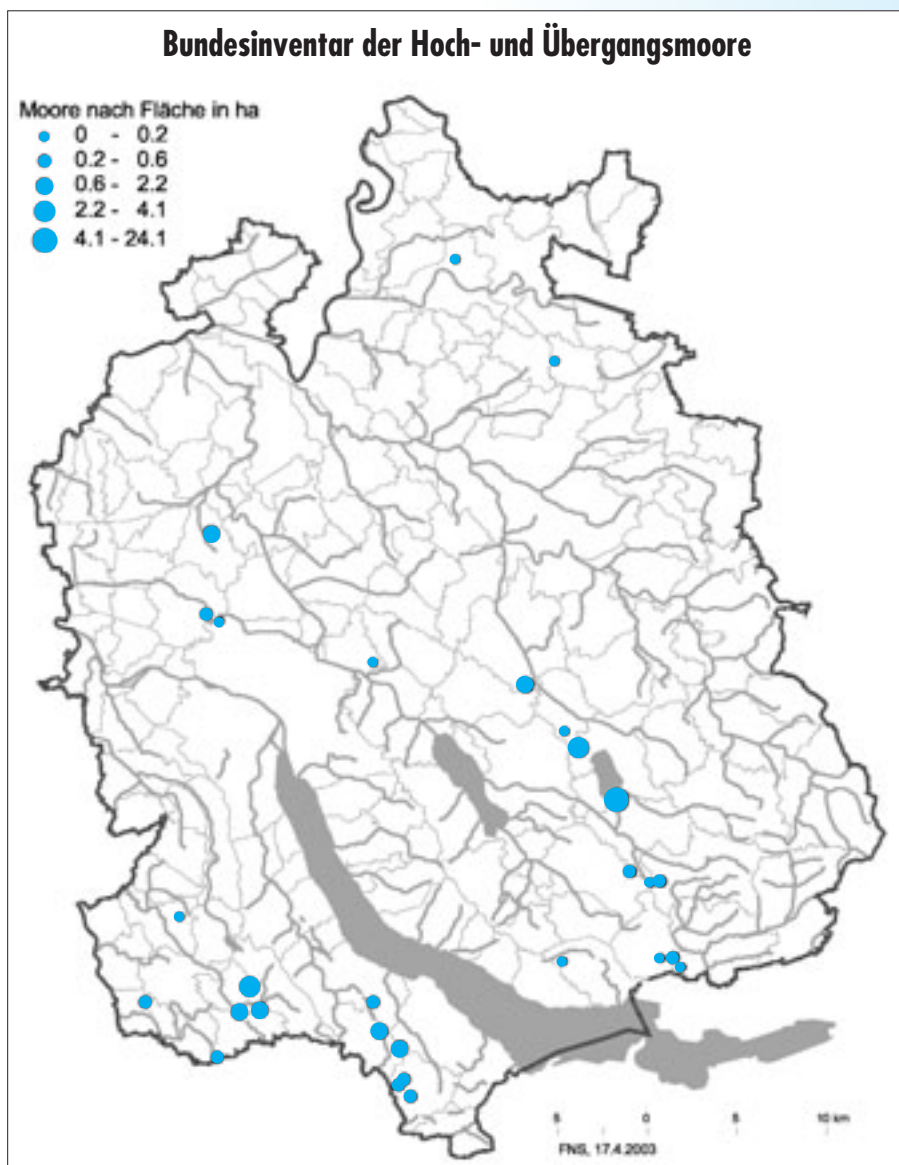 Bundesinventar der Hoch- und Übergangsmoore
Moore nach Fläche in ha
0 - 0.2
0.2 - 0.6
0.6 - 2.2
2.2 - 4.1
4.1 - 24.1
5 0 5 10 km
FNS, 17.4.2003